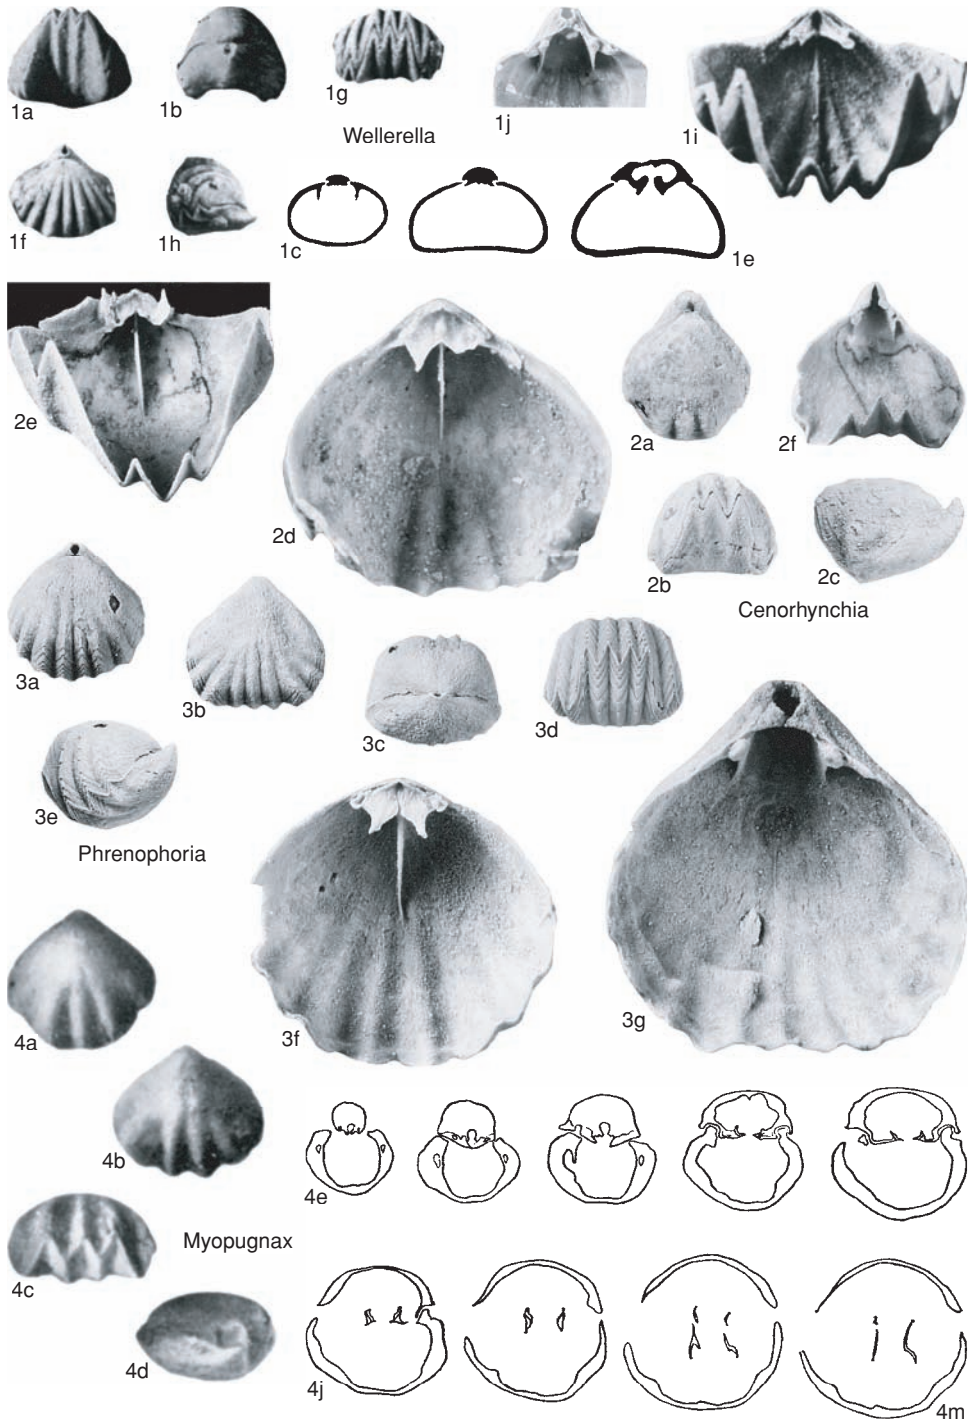 1a
1b
1g
1j
1i
Wellerella
1f
1h
1c
1e
2e
2d
2a
2f
2b
2c
Cenorhynchia
3a
3b
3c
3d
3e
Phrenophoria
3f
3g
4a
4b
4e
4c
Myopugnax
4d
4j
4m